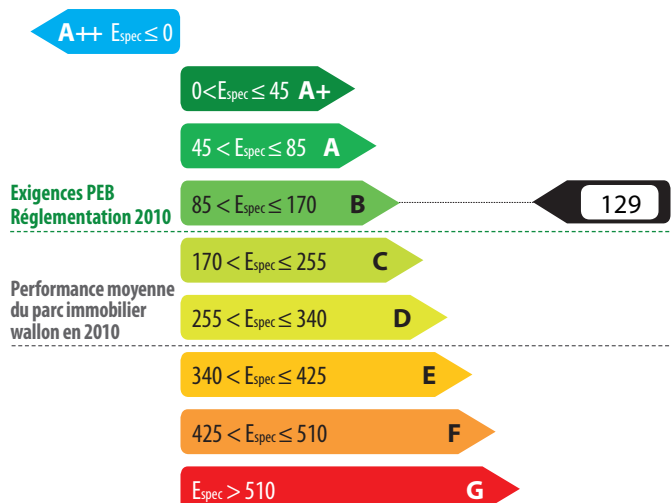 A++ Espec ≤ 0
0<Espec ≤ 45 A+
45 < Espec ≤ 85 A
Exigences PEB
Réglementation 2010
85 < Espec ≤ 170 B
129
170 < Espec ≤ 255 C
Performance moyenne
du parc immobilier
wallon en 2010
255 < Espec ≤ 340 D
340 < Espec ≤ 425 E
425 < Espec ≤ 510 F
Espec > 510 G